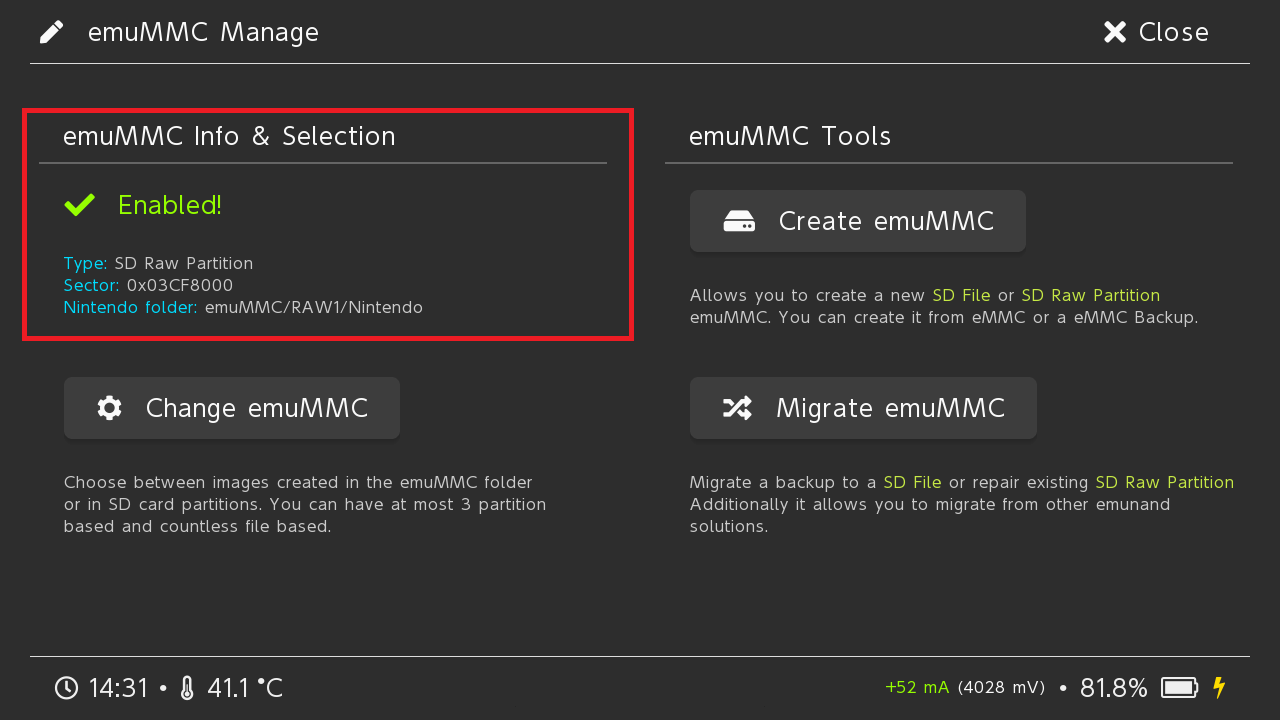 emuMMC Manage
Close
emuMMC Info & Selection
Enabled!
Type: SD Raw Partition
Sector: 0x03CF8000
Nintendo folder: emuMMC/RAW1/Nintendo
Change emuMMC
Choose between images created in the emuMMC folder
or in SD card partitions. You can have at most 3 partition
based and countless file based.
emuMMC Tools
Create emuMMC
Allows you to create a new SD File or SD Raw Partition
emuMMC. You can create it from eMMC or a eMMC Backup.
Migrate emuMMC
Migrate a backup to a SD File or repair existing SD Raw Partition
Additionally it allows you to migrate from other emunand
solutions.
14:31 • 41.1 °C
+52 mA (4028 mV) • 81.8%